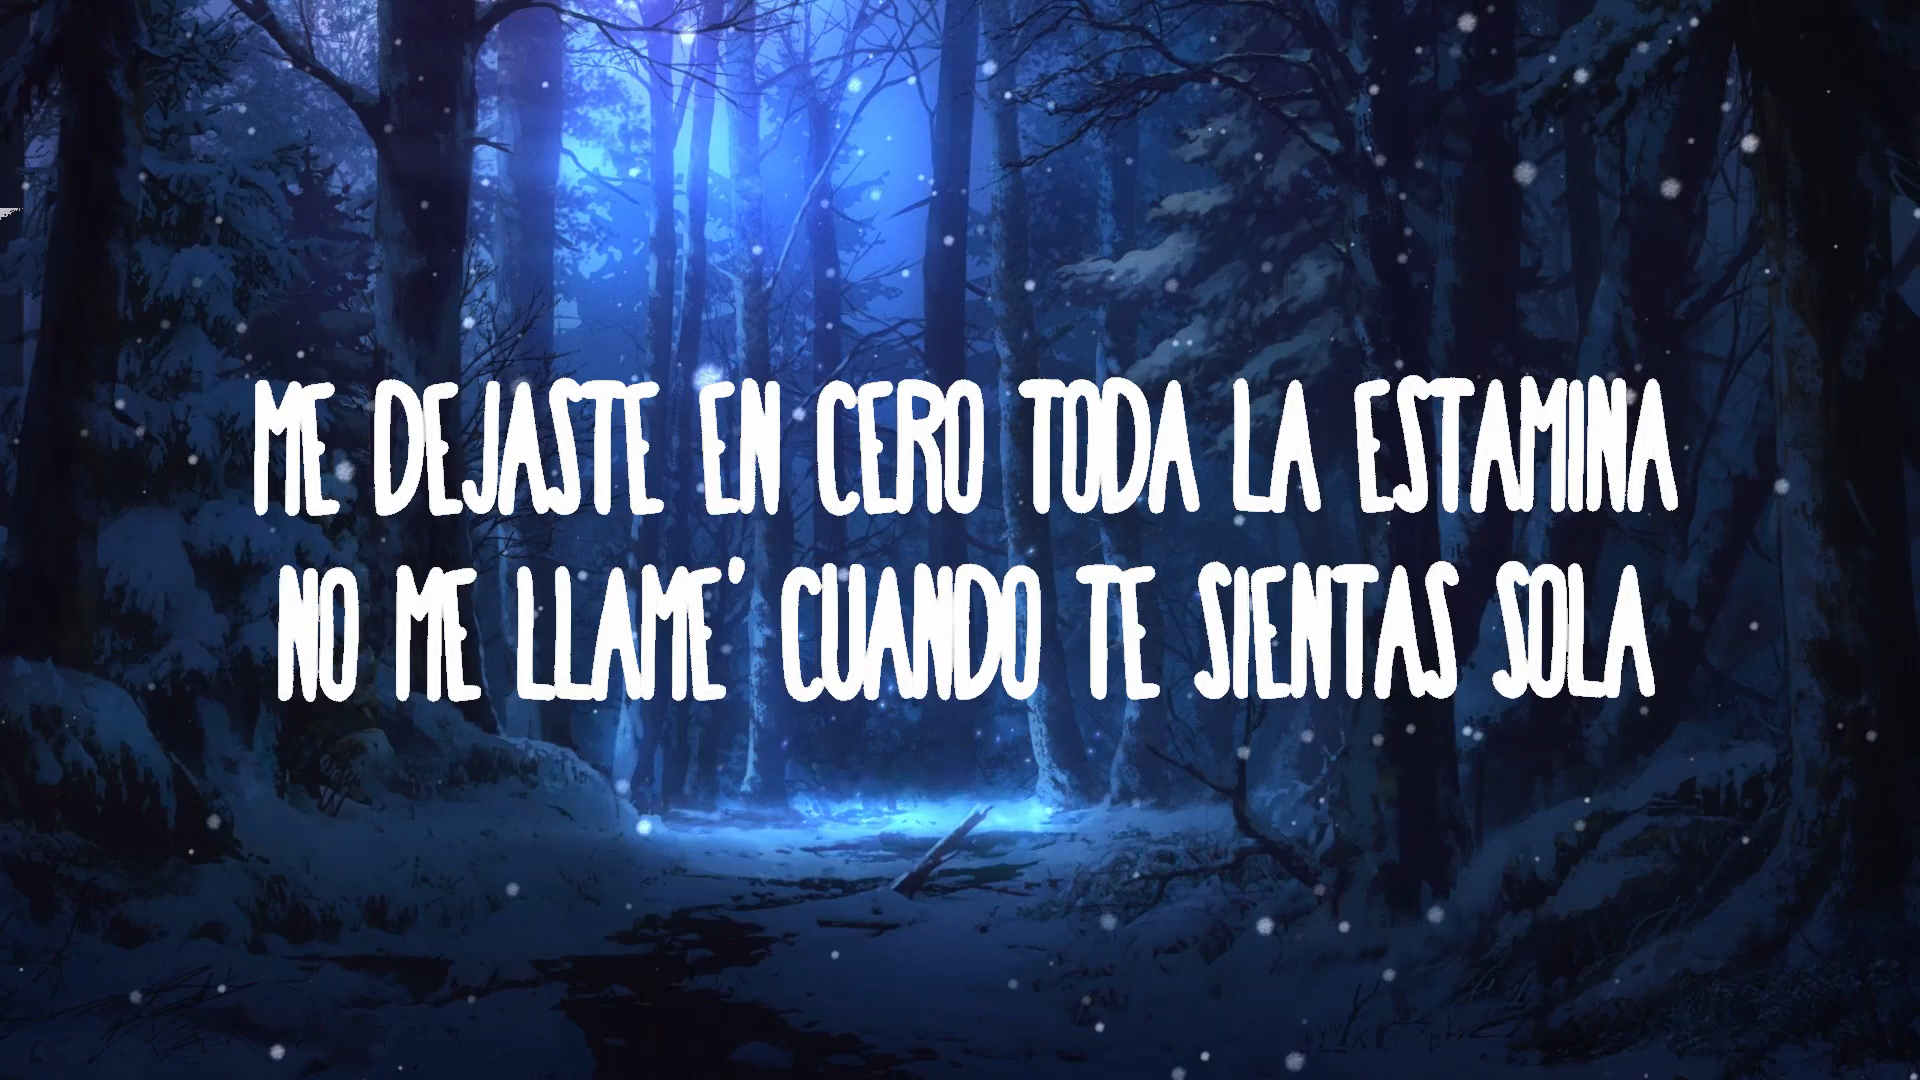 ME DEJASTE EN CERO TODA LA ESTAMINA
NO ME LLAME' CUANDO TE SIENTAS SOLA